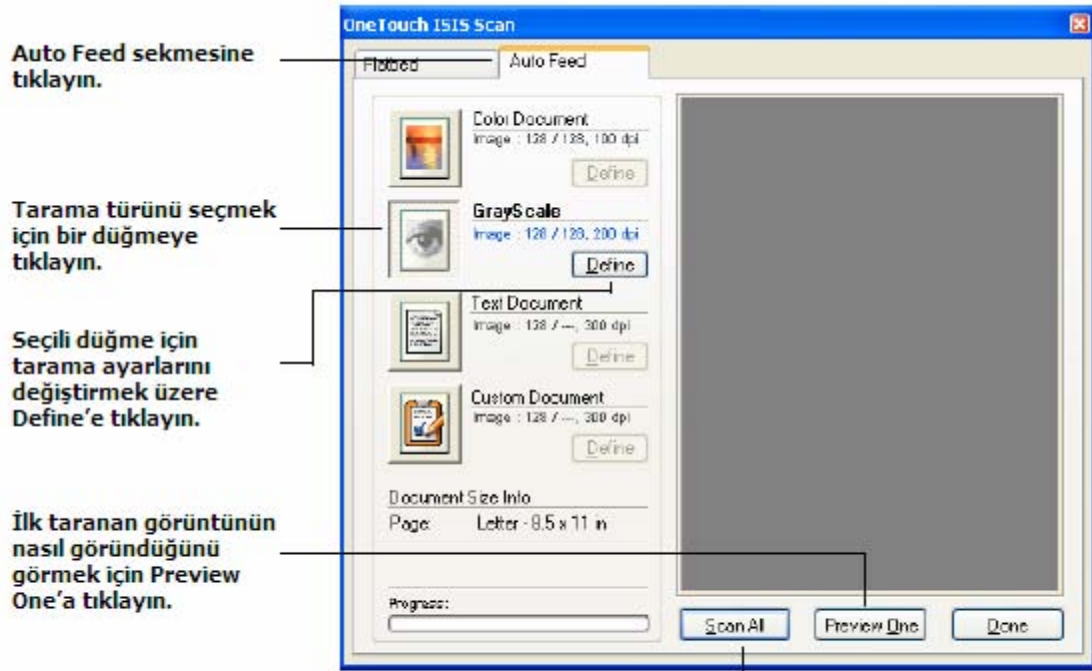 OneTouch ISIS Scan
Auto Feed sekmesine
tıklayın.
Flatbed
Auto Feed
Color Document
Image : 128 / 128, 100 dpi
Define
Tarama türünü seçmek
için bir düğmeye
tıklayın.
GrayScale
Image : 128 / 128, 200 dpi
Define
Seçili düğme için
tarama ayarlarını
değiştirmek üzere
Define’e tıklayın.
Text Document
Image : 128 / ---, 300 dpi
Define
Custom Document
Image : 128 / ---, 300 dpi
Define
Document Size Info
Page: Letter - 8.5 x 11 in
İlk taranan görüntünün
nasıl göründüğünü
görmek için Preview
One’a tıklayın.
Progress:
Scan All
Preview One
Done